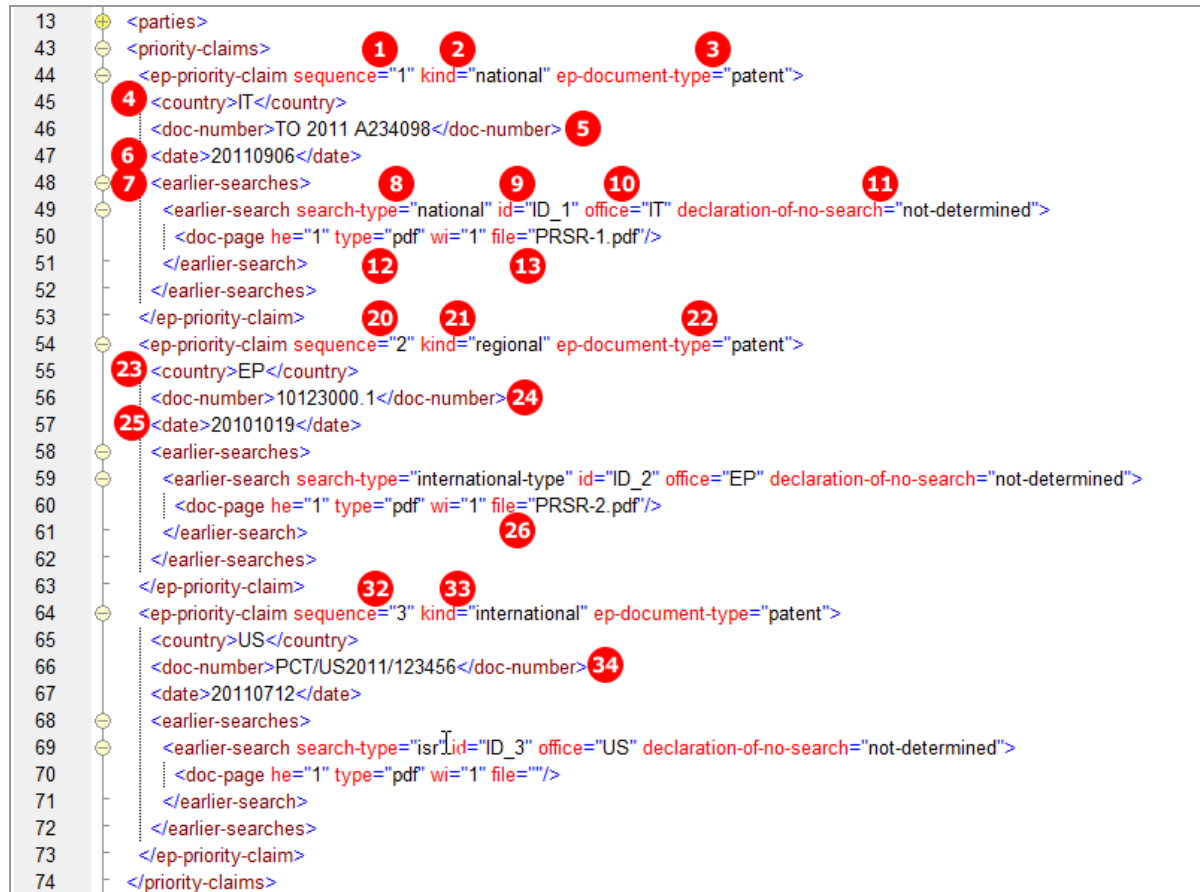 13 <parties>
43 <priority-claims>
1 2 3
44 <ep-priority-claim sequence="1" kind="national" ep-document-type="patent">
4
45 <country>IT</country>
46 <doc-number>TO 2011 A234098</doc-number> 5
47 6 <date>20110906</date>
48 7 <earlier-searches> 8 9 10 11
49 <earlier-search search-type="national" id="ID_1" office="IT" declaration-of-no-search="not-determined">
50 <doc-page he="1" type="pdf" wi="1" file="PRSR-1.pdf"/>
51 </earlier-search> 12 13
52 </earlier-searches>
53 </ep-priority-claim> 20 21 22
54 <ep-priority-claim sequence="2" kind="regional" ep-document-type="patent">
55 23 <country>EP</country>
56 <doc-number>10123000.1</doc-number> 24
57 25 <date>20101019</date>
58 <earlier-searches>
59 <earlier-search search-type="international-type" id="ID_2" office="EP" declaration-of-no-search="not-determined">
60 <doc-page he="1" type="pdf" wi="1" file="PRSR-2.pdf"/>
61 </earlier-search> 26
62 </earlier-searches>
63 </ep-priority-claim> 32 33
64 <ep-priority-claim sequence="3" kind="international" ep-document-type="patent">
65 <country>US</country>
66 <doc-number>PCT/US2011/123456</doc-number> 34
67 <date>20110712</date>
68 <earlier-searches>
69 <earlier-search search-type="isr" id="ID_3" office="US" declaration-of-no-search="not-determined">
70 <doc-page he="1" type="pdf" wi="1" file=""/>
71 </earlier-search>
72 </earlier-searches>
73 </ep-priority-claim>
74 </priority-claims>